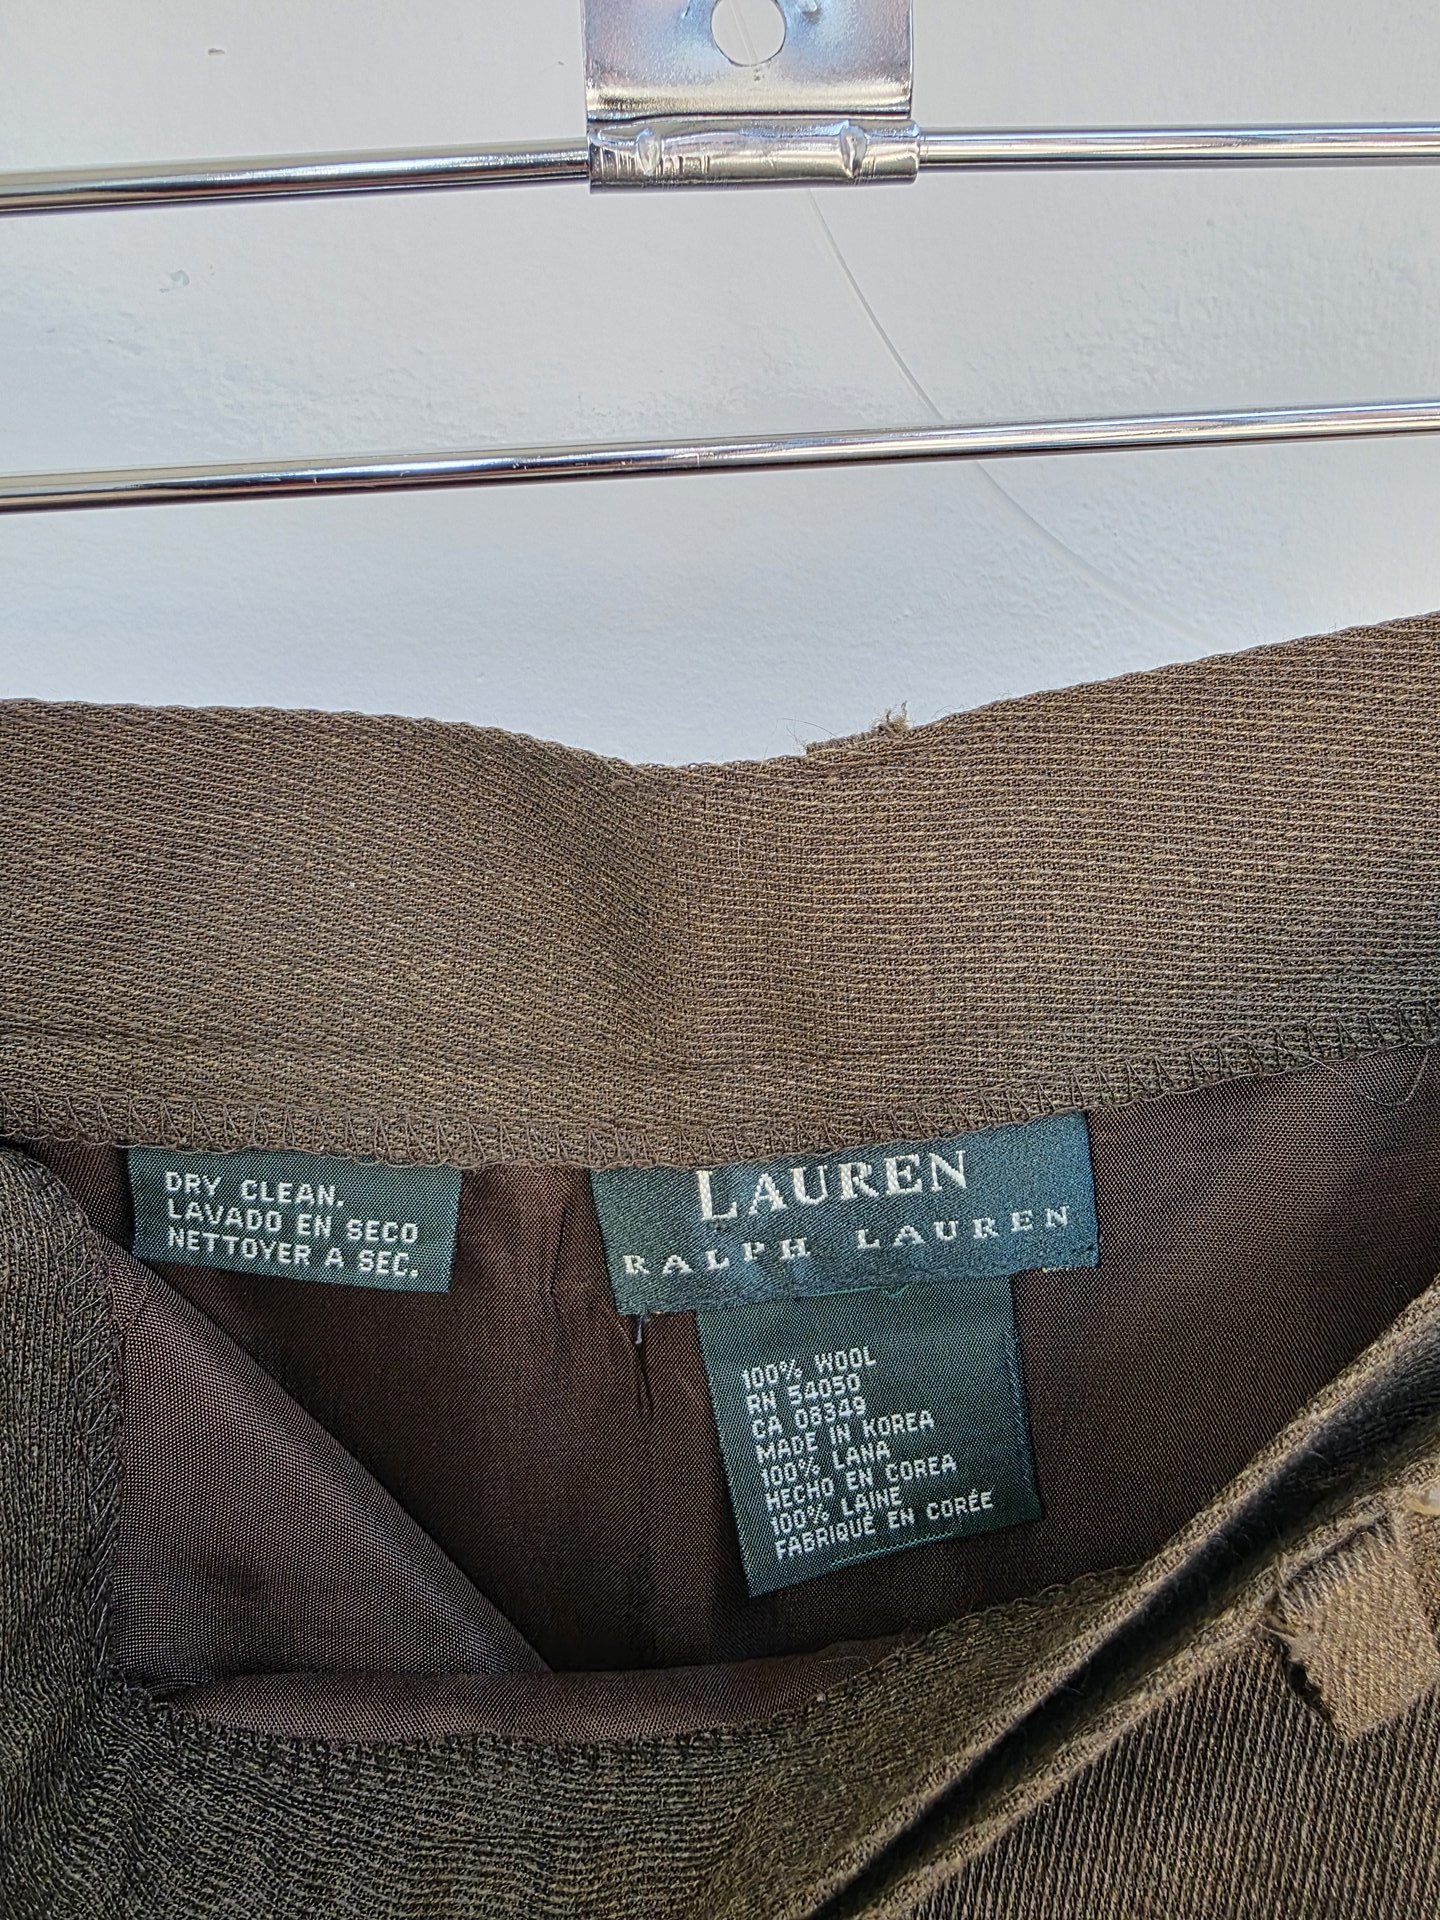 DRY CLEAN.
LAVADO EN SECO
NETTOYER A SEC.
LAUREN
RALPH LAUREN
100% WOOL
RN 54050
CA 08349
MADE IN KOREA
100% LANA
HECHO EN COREA
100% LAINE
FABRIQUÉ EN CORÉE